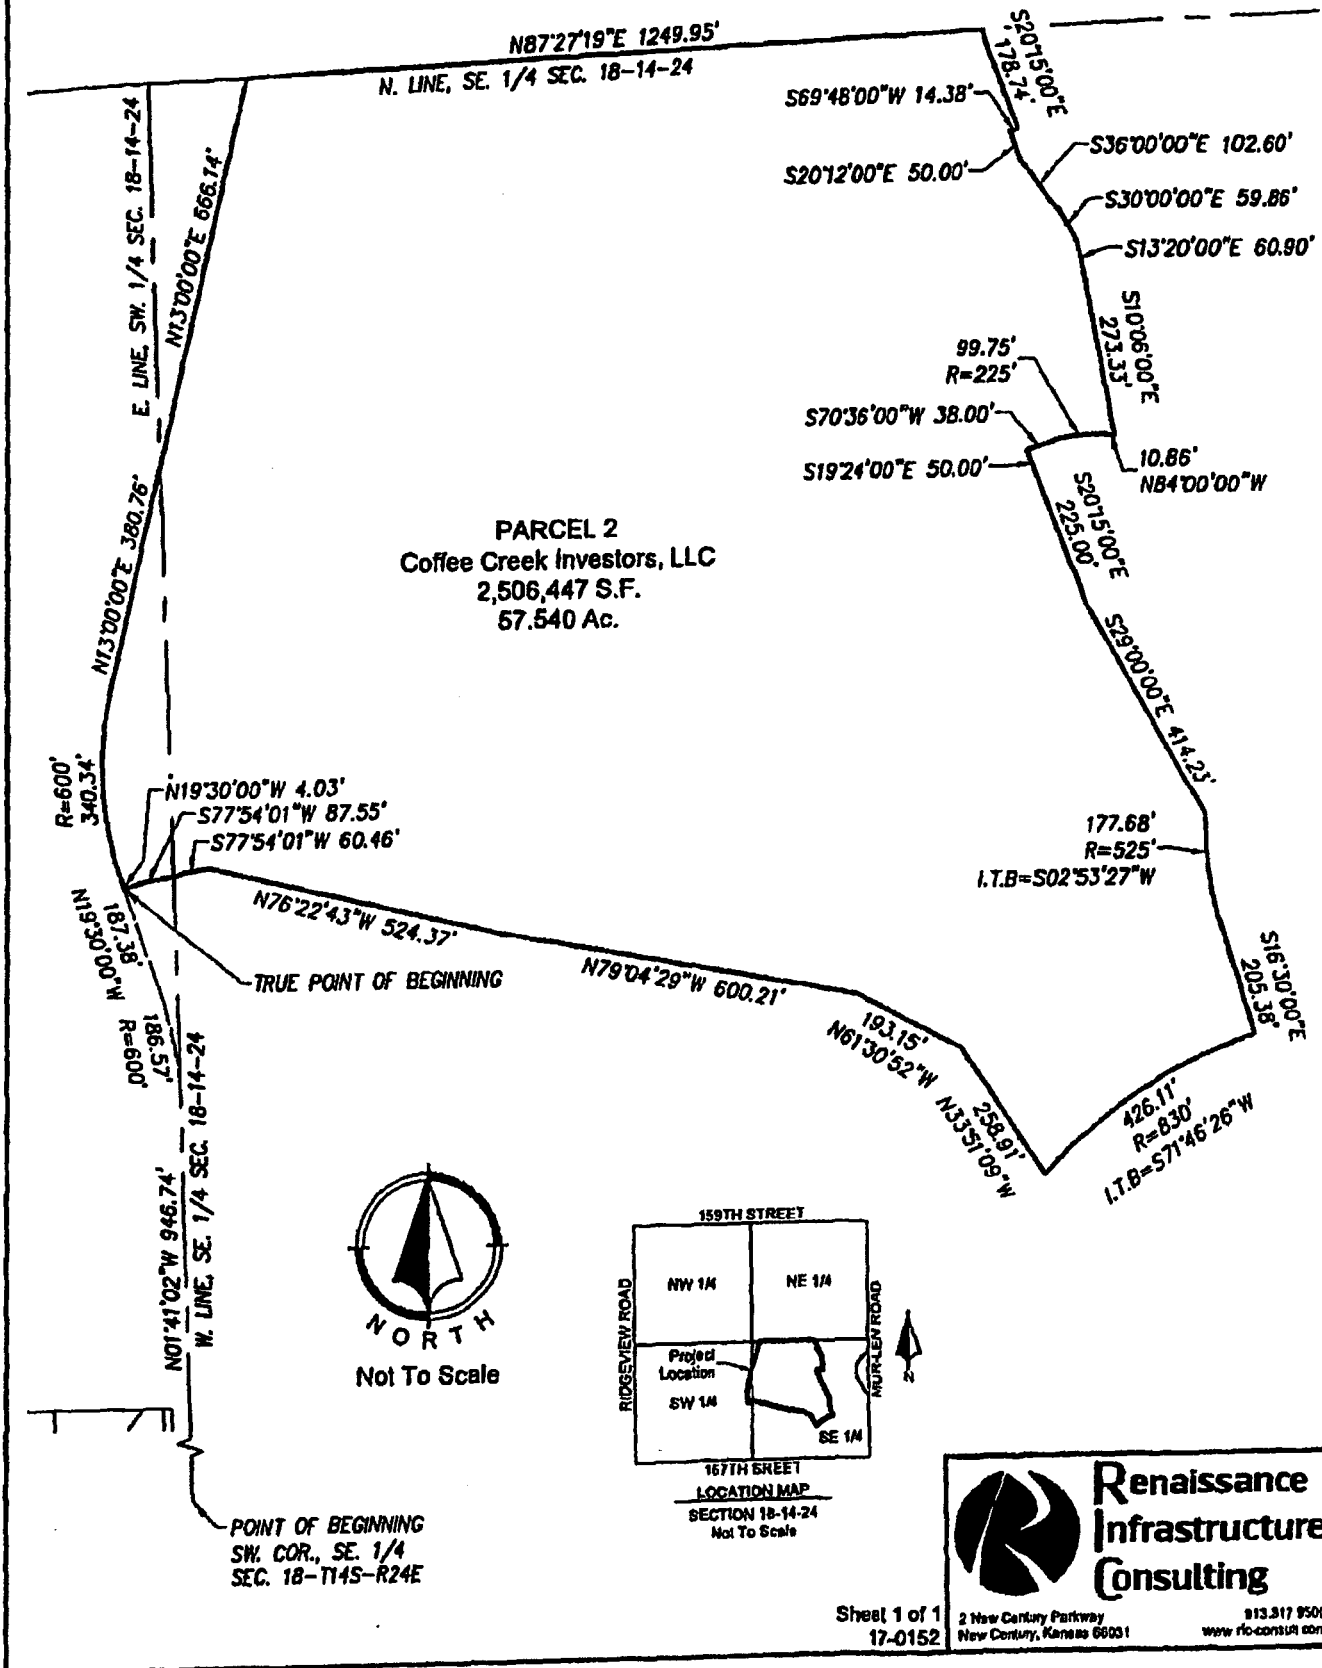 N87°27'19"E 1249.95'
N. LINE, SE. 1/4 SEC. 18-14-24
S20°15'00"E
178.74'
S69°48'00"W 14.38'
S36°00'00"E 102.60'
S20°12'00"E 50.00'
S30°00'00"E 59.86'
S13°20'00"E 60.90'
E. LINE, SW. 1/4 SEC. 18-14-24
N13°00'00"E 666.14'
S10°06'00"E
273.33'
99.75'
R=225'
S70°36'00"W 38.00'
S19°24'00"E 50.00'
10.86'
N84°00'00"W
S20°15'00"E
225.00'
N13°00'00"E 380.76'
PARCEL 2
Coffee Creek Investors, LLC
2,506,447 S.F.
57.540 Ac.
S29°00'00"E 414.23'
R=600'
340.34'
N19°30'00"W 4.03'
S77°54'01"W 87.55'
S77°54'01"W 60.46'
177.68'
R=525'
I.T.B=S02°53'27"W
N76°22'43"W 524.37'
N79°04'29"W 600.21'
TRUE POINT OF BEGINNING
187.38'
N19°30'00"W
186.57'
R=600'
S16°30'00"E
205.38'
193.15'
N61°30'52"W
258.91'
N33°51'09"W
426.11'
R=830'
I.T.B=S71°46'26"W
N01°41'02"W 946.74'
W. LINE, SE. 1/4 SEC. 18-14-24
NORTH
Not To Scale
159TH STREET
NW 1/4
NE 1/4
RIDGEVIEW ROAD
MUR-LEN ROAD
Project
Location
SW 1/4
SE 1/4
N
167TH SREET
LOCATION MAP
SECTION 18-14-24
Not To Scale
POINT OF BEGINNING
SW. COR., SE. 1/4
SEC. 18-T14S-R24E
Renaissance
Infrastructure
Consulting
Sheet 1 of 1
17-0152
2 New Century Parkway
New Century, Kansas 66031
913.317 950
www ric-consult com